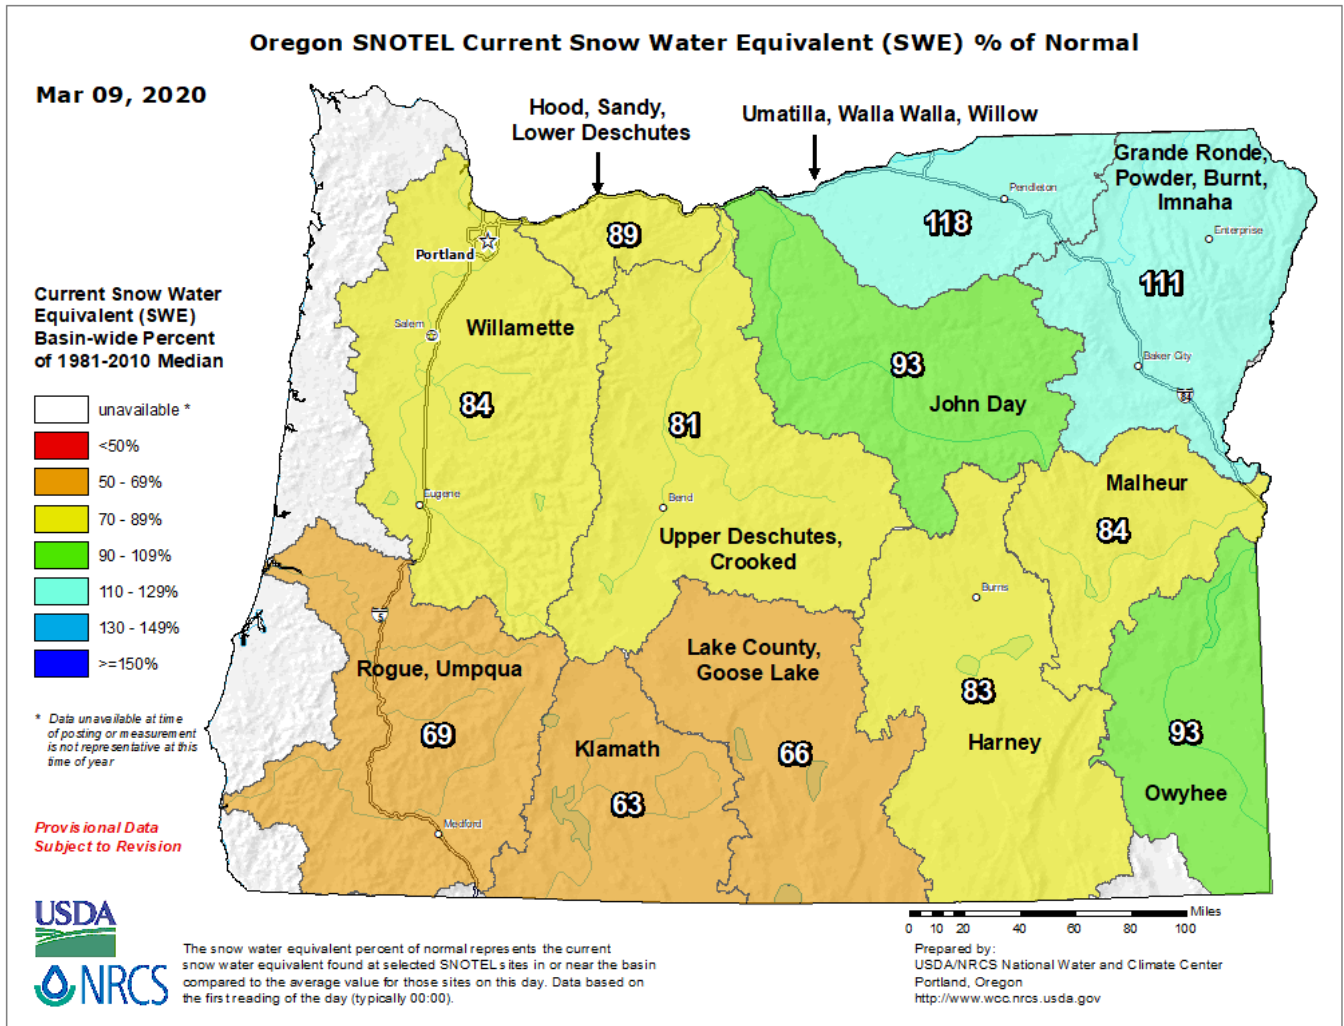 Oregon SNOTEL Current Snow Water Equivalent (SWE) % of Normal
Mar 09, 2020
Hood, Sandy,
Lower Deschutes
Umatilla, Walla Walla, Willow
Grande Ronde,
Powder, Burnt,
Imnaha
Pendleton
Enterprise
118
89
Portland
111
Current Snow Water
Equivalent (SWE)
Basin-wide Percent
of 1981-2010 Median
Salem
Willamette
Baker City
93
John Day
84
84
81
unavailable *
<50%
50 - 69%
70 - 89%
90 - 109%
110 - 129%
130 - 149%
>=150%
Eugene
Bend
Malheur
84
Upper Deschutes,
Crooked
Burns
5
Rogue, Umpqua
69
Lake County,
Goose Lake
66
Klamath
63
83
Harney
93
Owyhee
Medford
* Data unavailable at time
of posting or measurement
is not representative at this
time of year
Provisional Data
Subject to Revision
USDA
NRCS
The snow water equivalent percent of normal represents the current
snow water equivalent found at selected SNOTEL sites in or near the basin
compared to the average value for those sites on this day. Data based on
the first reading of the day (typically 00:00).
Miles
0 10 20 40 60 80 100
Prepared by:
USDA/NRCS National Water and Climate Center
Portland, Oregon
http://www.wcc.nrcs.usda.gov